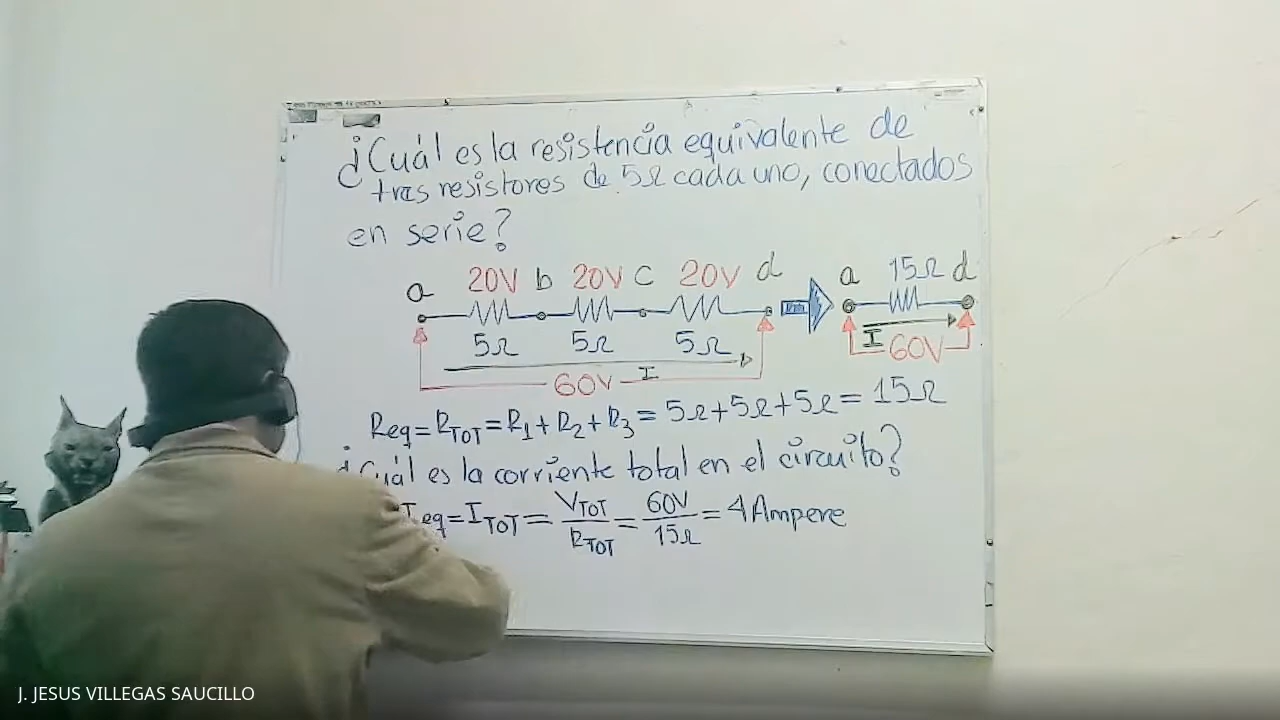 ¿Cuál es la resistencia equivalente de
tres resistores de 5Ω cada uno, conectados
en serie?
a 20V b 20V c 20V d a 15Ω d
5Ω 5Ω 5Ω I
60V I 60V
Req = RTOT = R1 + R2 + R3 = 5Ω + 5Ω + 5Ω = 15Ω
¿Cuál es la corriente total en el circuito?
Ieq = ITOT = VTOT/RTOT = 60V/15Ω = 4 Ampere
J. JESUS VILLEGAS SAUCILLO